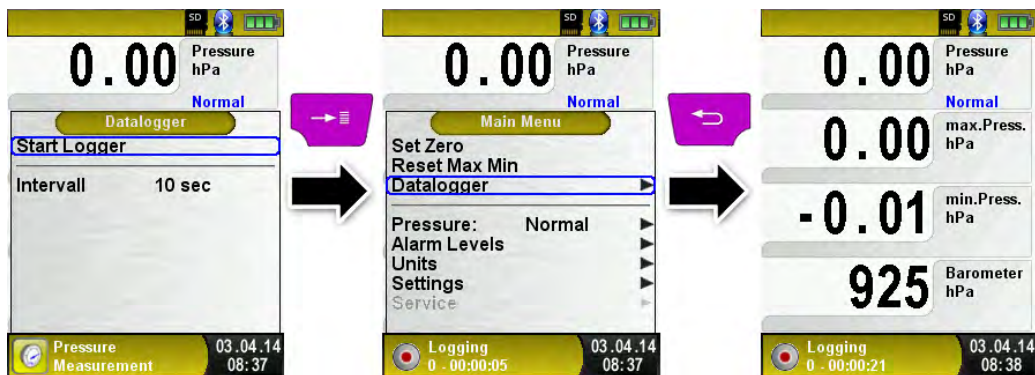 SD
0.00 Pressure
hPa
Normal
Datalogger
Start Logger
Intervall 10 sec
Pressure
Measurement
03.04.14
08:37
SD
0.00 Pressure
hPa
Normal
Main Menu
Set Zero
Reset Max Min
Datalogger
Pressure: Normal
Alarm Levels
Units
Settings
Service
Logging
0 - 00:00:05
03.04.14
08:37
SD
0.00 Pressure
hPa
Normal
0.00 max.Press.
hPa
-0.01 min.Press.
hPa
925 Barometer
hPa
Logging
0 - 00:00:21
03.04.14
08:38